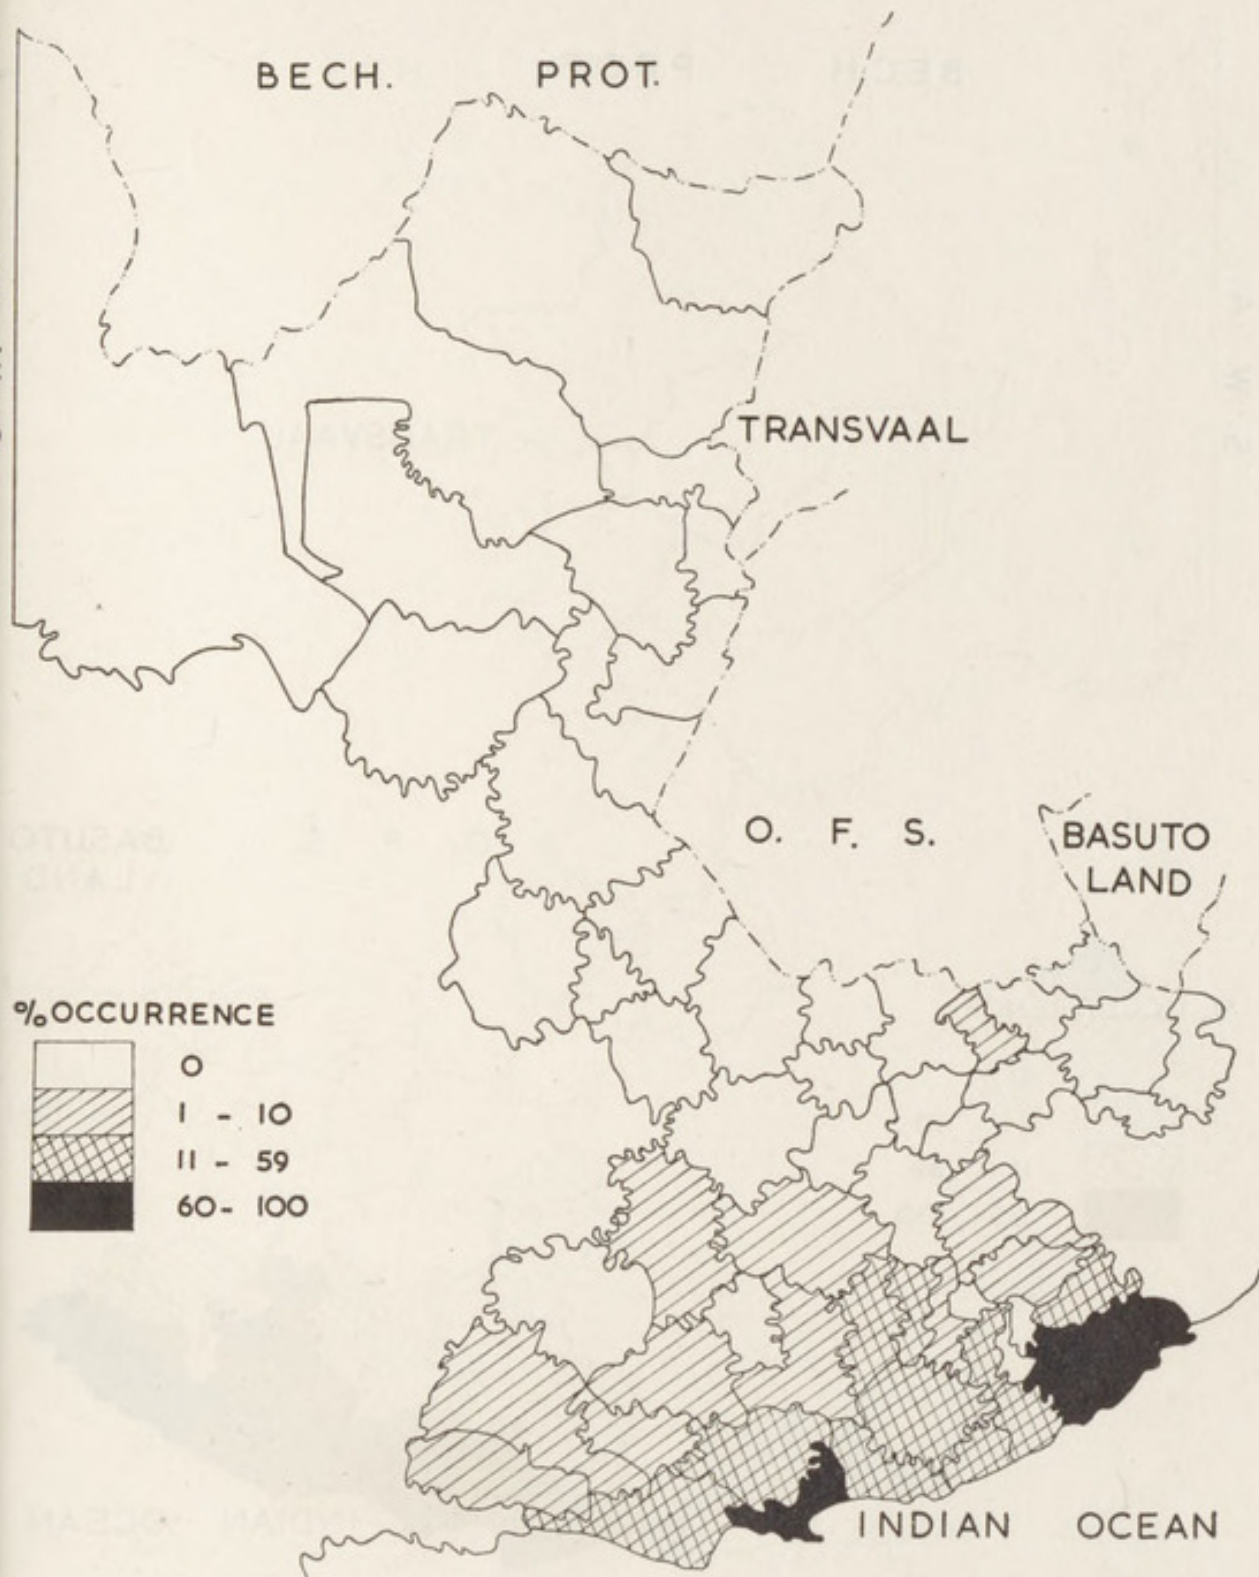 BECH. PROT.
TRANSVAAL
O. F. S.
BASUTO
LAND
% OCCURRENCE
0
1 - 10
11 - 59
60 - 100
INDIAN OCEAN